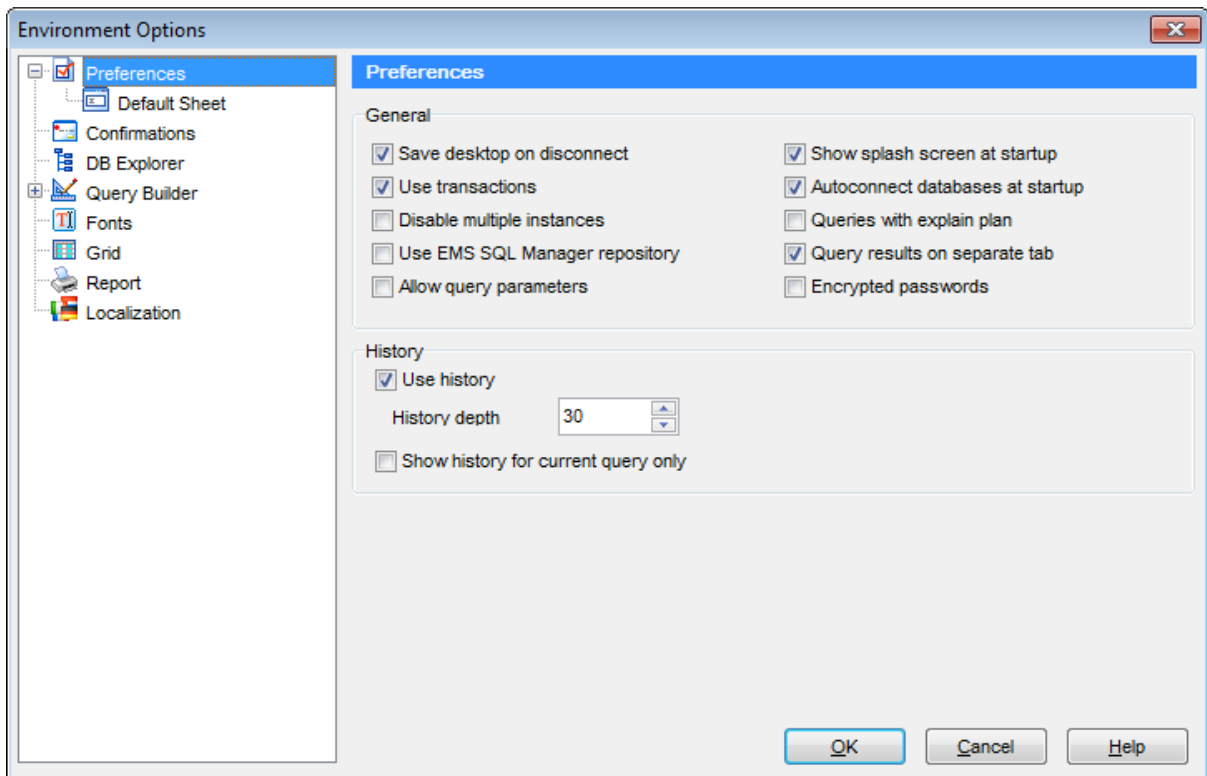 Environment Options
Preferences
Default Sheet
Confirmations
DB Explorer
Query Builder
Fonts
Grid
Report
Localization
Preferences
General
Save desktop on disconnect
Show splash screen at startup
Use transactions
Autoconnect databases at startup
Disable multiple instances
Queries with explain plan
Use EMS SQL Manager repository
Query results on separate tab
Allow query parameters
Encrypted passwords
History
Use history
History depth 30
Show history for current query only
OK Cancel Help